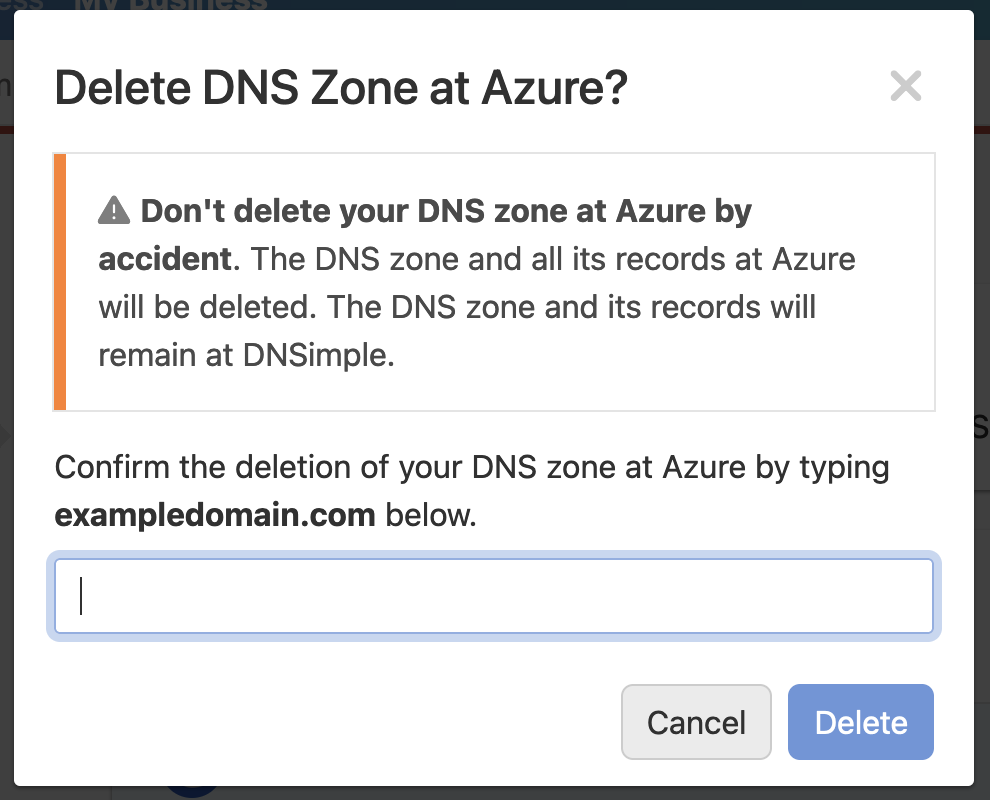 My Business
Delete DNS Zone at Azure?
Don't delete your DNS zone at Azure by
accident. The DNS zone and all its records at Azure
will be deleted. The DNS zone and its records will
remain at DNSimple.
Confirm the deletion of your DNS zone at Azure by typing
exampledomain.com below.
Cancel
Delete